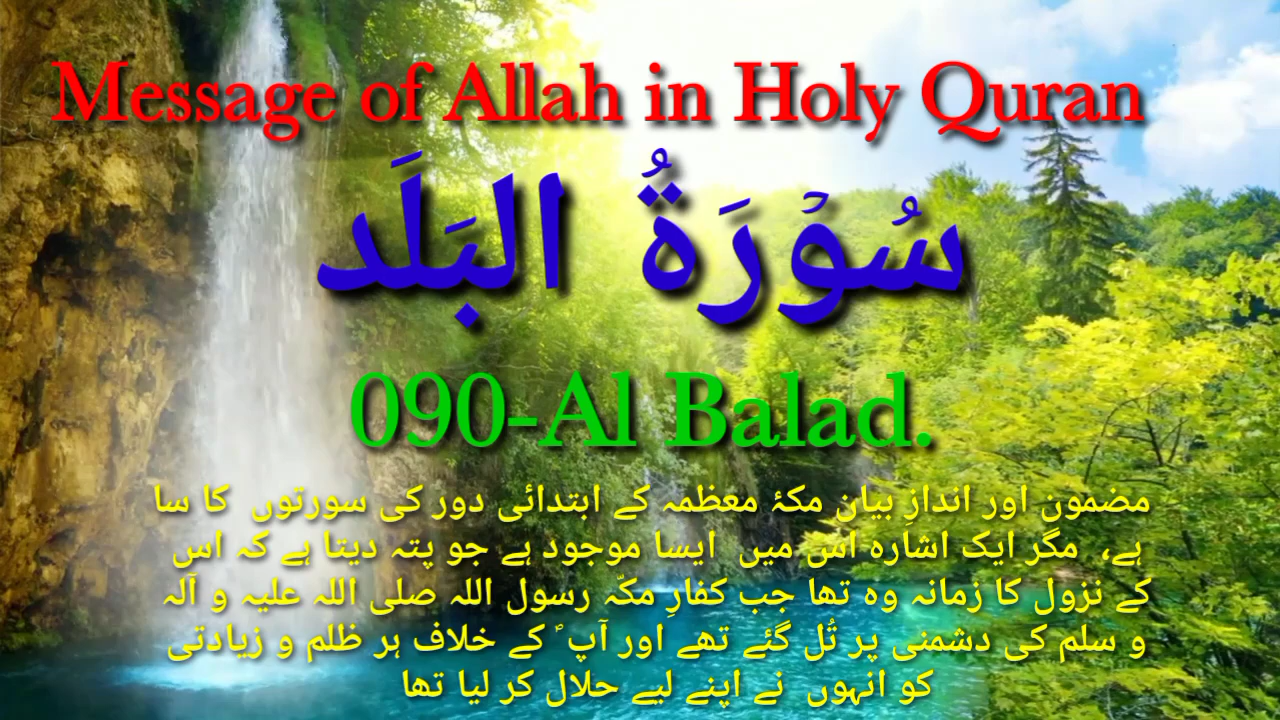 Message of Allah in Holy Quran
سُوۡرَةُ البَلَد
090-Al Balad.
مضمون اور اندازِ بیان مکۂ معظمہ کے ابتدائی دور کی سورتوں کا سا
ہے، مگر ایک اشارہ اس میں ایسا موجود ہے جو پتہ دیتا ہے کہ اس
کے نزول کا زمانہ وہ تھا جب کفارِ مکّہ رسول اللہ صلی اللہ علیہ و آلہ
و سلم کی دشمنی پر تُل گئے تھے اور آپ ؐ کے خلاف ہر ظلم و زیادتی
کو انہوں نے اپنے لیے حلال کر لیا تھا